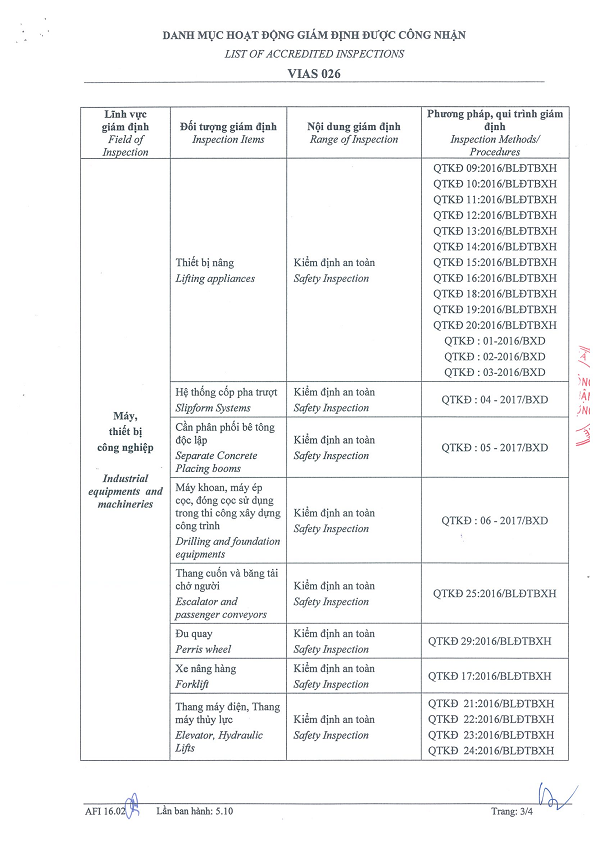 DANH MỤC HOẠT ĐỘNG GIÁM ĐỊNH ĐƯỢC CÔNG NHẬN
LIST OF ACCREDITED INSPECTIONS
VIAS 026
Lĩnh vực
giám định
Field of
Inspection
Đối tượng giám định
Inspection Items
Nội dung giám định
Range of Inspection
Phương pháp, qui trình giám
định
Inspection Methods/
Procedures
Máy,
thiết bị
công nghiệp
Industrial
equipments and
machineries
Thiết bị nâng
Lifting appliances
Kiểm định an toàn
Safety Inspection
QTKĐ 09:2016/BLĐTBXH
QTKĐ 10:2016/BLĐTBXH
QTKĐ 11:2016/BLĐTBXH
QTKĐ 12:2016/BLĐTBXH
QTKĐ 13:2016/BLĐTBXH
QTKĐ 14:2016/BLĐTBXH
QTKĐ 15:2016/BLĐTBXH
QTKĐ 16:2016/BLĐTBXH
QTKĐ 18:2016/BLĐTBXH
QTKĐ 19:2016/BLĐTBXH
QTKĐ 20:2016/BLĐTBXH
QTKĐ : 01-2016/BXD
QTKĐ : 02-2016/BXD
QTKĐ : 03-2016/BXD
Hệ thống cốp pha trượt
Slipform Systems
Kiểm định an toàn
Safety Inspection
QTKĐ : 04 - 2017/BXD
Cần phân phối bê tông
độc lập
Separate Concrete
Placing booms
Kiểm định an toàn
Safety Inspection
QTKĐ : 05 - 2017/BXD
Máy khoan, máy ép
cọc, đóng cọc sử dụng
trong thi công xây dựng
công trình
Drilling and foundation
equipments
Kiểm định an toàn
Safety Inspection
QTKĐ : 06 - 2017/BXD
Thang cuốn và băng tải
chở người
Escalator and
passenger conveyors
Kiểm định an toàn
Safety Inspection
QTKĐ 25:2016/BLĐTBXH
Đu quay
Perris wheel
Kiểm định an toàn
Safety Inspection
QTKĐ 29:2016/BLĐTBXH
Xe nâng hàng
Forklift
Kiểm định an toàn
Safety Inspection
QTKĐ 17:2016/BLĐTBXH
Thang máy điện, Thang
máy thủy lực
Elevator, Hydraulic
Lifts
Kiểm định an toàn
Safety Inspection
QTKĐ 21:2016/BLĐTBXH
QTKĐ 22:2016/BLĐTBXH
QTKĐ 23:2016/BLĐTBXH
QTKĐ 24:2016/BLĐTBXH
AFI 16.02 Lần ban hành: 5.10 Trang: 3/4